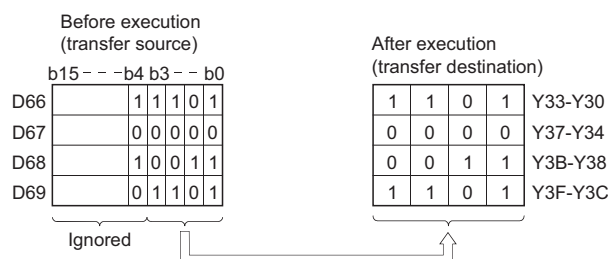 Before execution
(transfer source)
b15 - - - b4 b3 - - b0
D66 1 1 1 0 1
D67 0 0 0 0 0
D68 1 0 0 1 1
D69 0 1 1 0 1
Ignored
After execution
(transfer destination)
1 1 0 1 Y33-Y30
0 0 0 0 Y37-Y34
0 0 1 1 Y3B-Y38
1 1 0 1 Y3F-Y3C